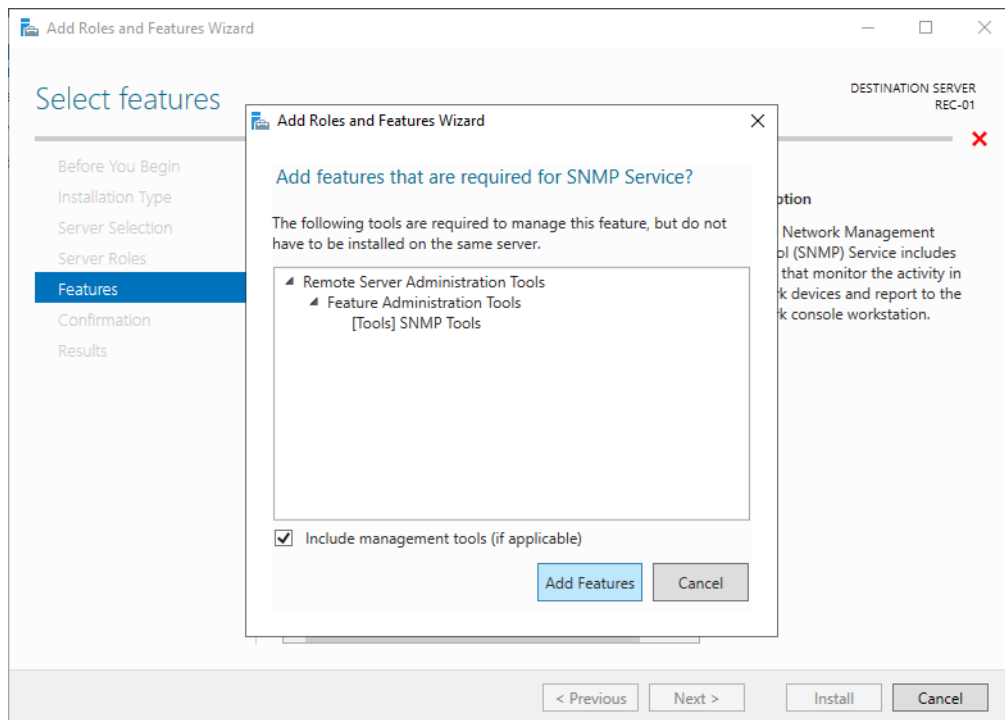 Add Roles and Features Wizard
Select features
DESTINATION SERVER
REC-01
Before You Begin
Installation Type
Server Selection
Server Roles
Features
Confirmation
Results
Add Roles and Features Wizard
Add features that are required for SNMP Service?
The following tools are required to manage this feature, but do not
have to be installed on the same server.
Remote Server Administration Tools
Feature Administration Tools
[Tools] SNMP Tools
Include management tools (if applicable)
Add Features
Cancel
ption
Network Management
ol (SNMP) Service includes
that monitor the activity in
k devices and report to the
k console workstation.
< Previous
Next >
Install
Cancel